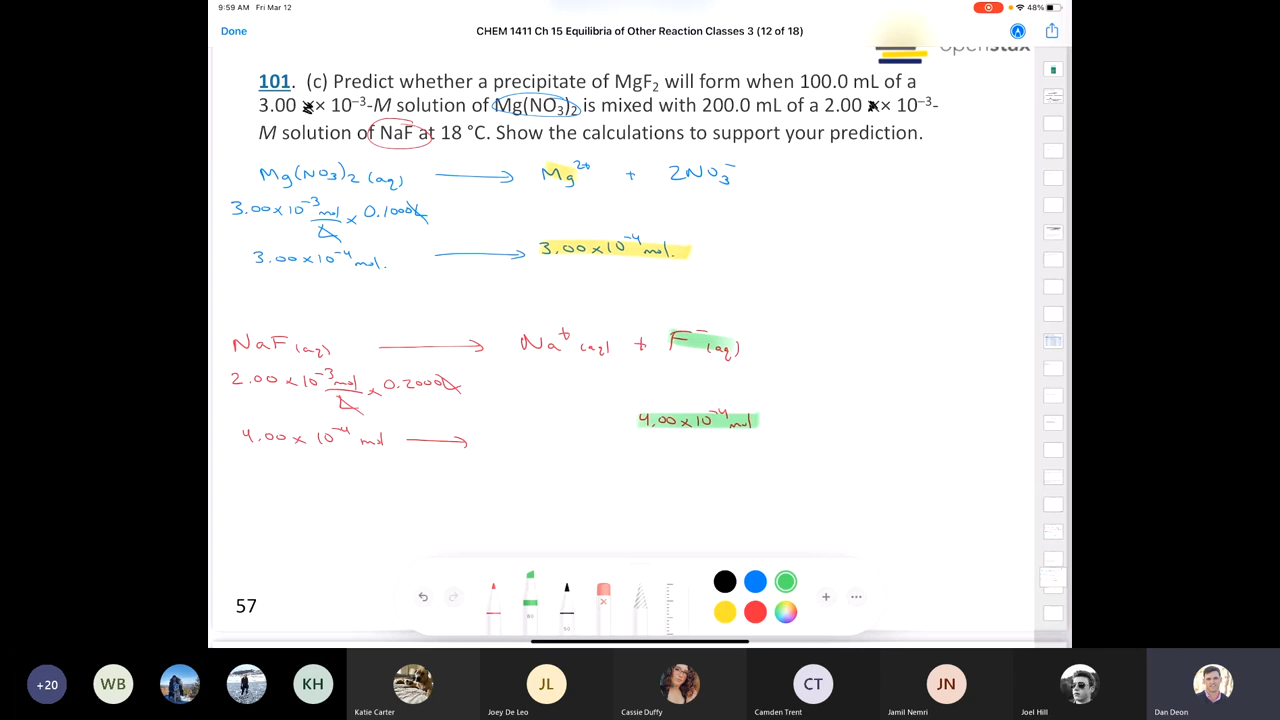 9:59 AM Fri Mar 12
48%
Done
CHEM 1411 Ch 15 Equilibria of Other Reaction Classes 3 (12 of 18)
openstax
101. (c) Predict whether a precipitate of MgF₂ will form when 100.0 mL of a
3.00 × 10⁻³-M solution of Mg(NO₃)₂ is mixed with 200.0 mL of a 2.00 × 10⁻³-
M solution of NaF at 18 °C. Show the calculations to support your prediction.
Mg(NO₃)₂ (aq) ⟶ Mg²⁺ + 2NO₃⁻
3.00 × 10⁻³ mol/L × 0.1000L
3.00 × 10⁻⁴ mol. ⟶ 3.00 × 10⁻⁴ mol.
NaF (aq) ⟶ Na⁺ (aq) + F⁻ (aq)
2.00 × 10⁻³ mol/L × 0.2000L
4.00 × 10⁻⁴ mol
4.00 × 10⁻⁴ mol ⟶
57
+20
WB
KH
Katie Carter
JL
Joey De Leo
Cassie Duffy
CT
Camden Trent
JN
Jamil Nemri
Joel Hill
Dan Deon